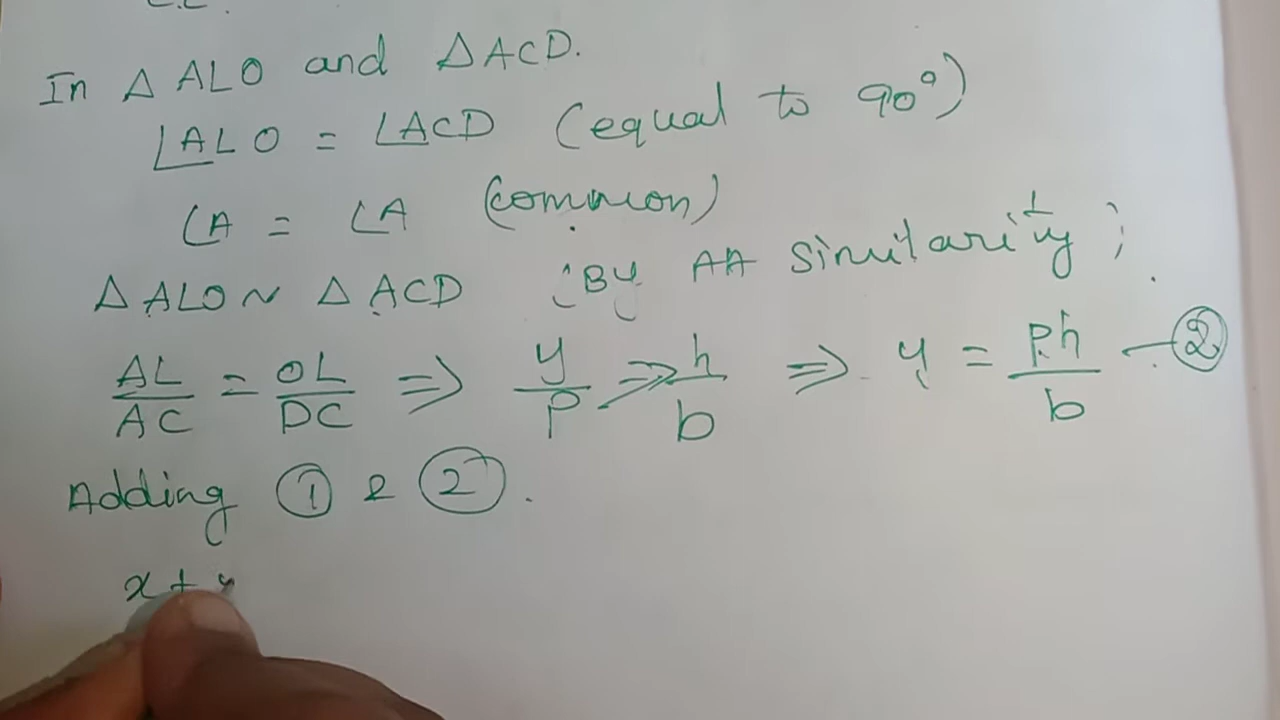 In △ ALO and △ACD.
∠ALO = ∠ACD (equal to 90°)
∠A = ∠A (common)
△ ALO ~ △ ACD (By AA similarity)
AL/AC = OL/DC ⇒ y/P ⇒ h/b ⇒ y = Ph/b — ②
Adding ① & ②.
x +